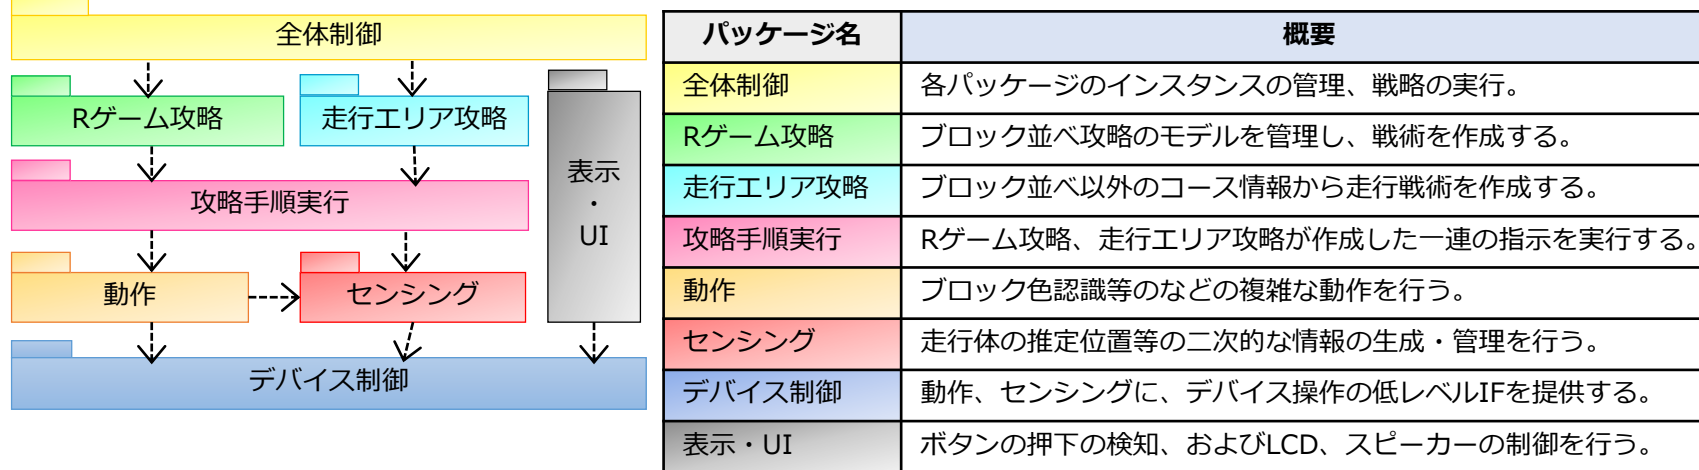 全体制御
Rゲーム攻略
走行エリア攻略
表示
・
UI
攻略手順実行
動作
センシング
デバイス制御
パッケージ名 概要
全体制御 各パッケージのインスタンスの管理、戦略の実行。
Rゲーム攻略 ブロック並べ攻略のモデルを管理し、戦術を作成する。
走行エリア攻略 ブロック並べ以外のコース情報から走行戦術を作成する。
攻略手順実行 Rゲーム攻略、走行エリア攻略が作成した一連の指示を実行する。
動作 ブロック色認識等のなどの複雑な動作を行う。
センシング 走行体の推定位置等の二次的な情報の生成・管理を行う。
デバイス制御 動作、センシングに、デバイス操作の低レベルIFを提供する。
表示・UI ボタンの押下の検知、およびLCD、スピーカーの制御を行う。